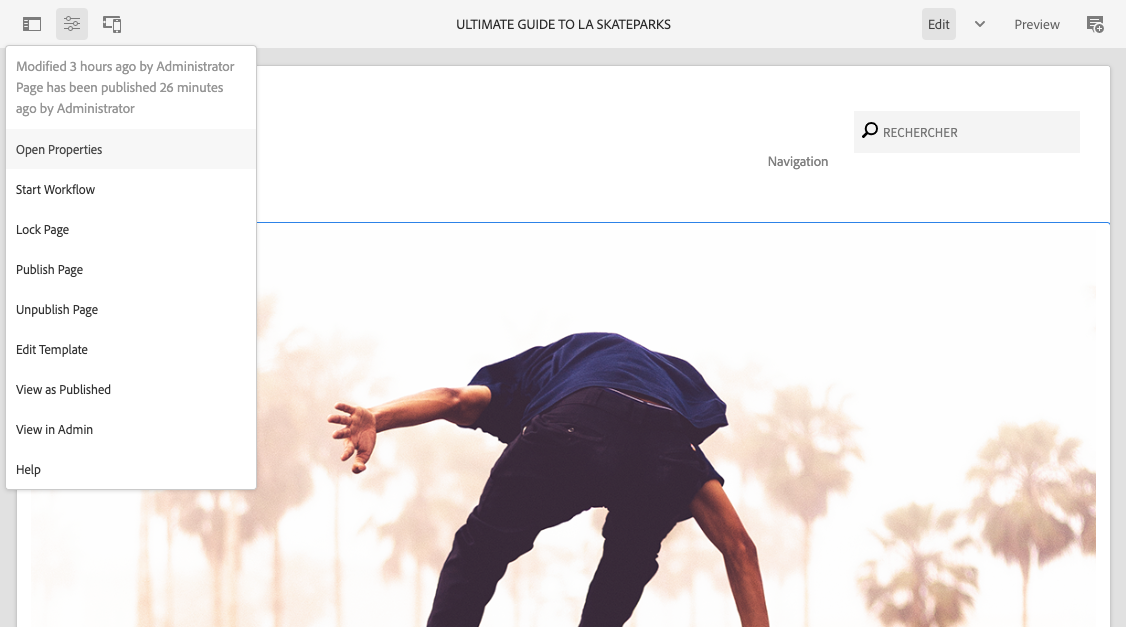 ULTIMATE GUIDE TO LA SKATEPARKS
Edit
Preview
Modified 3 hours ago by Administrator
Page has been published 26 minutes
ago by Administrator
Open Properties
Start Workflow
Lock Page
Publish Page
Unpublish Page
Edit Template
View as Published
View in Admin
Help
RECHERCHER
Navigation